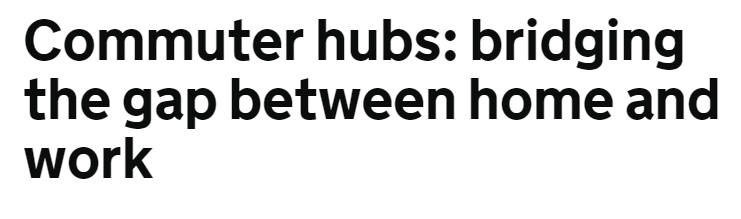 Commuter hubs: bridging
the gap between home and
work